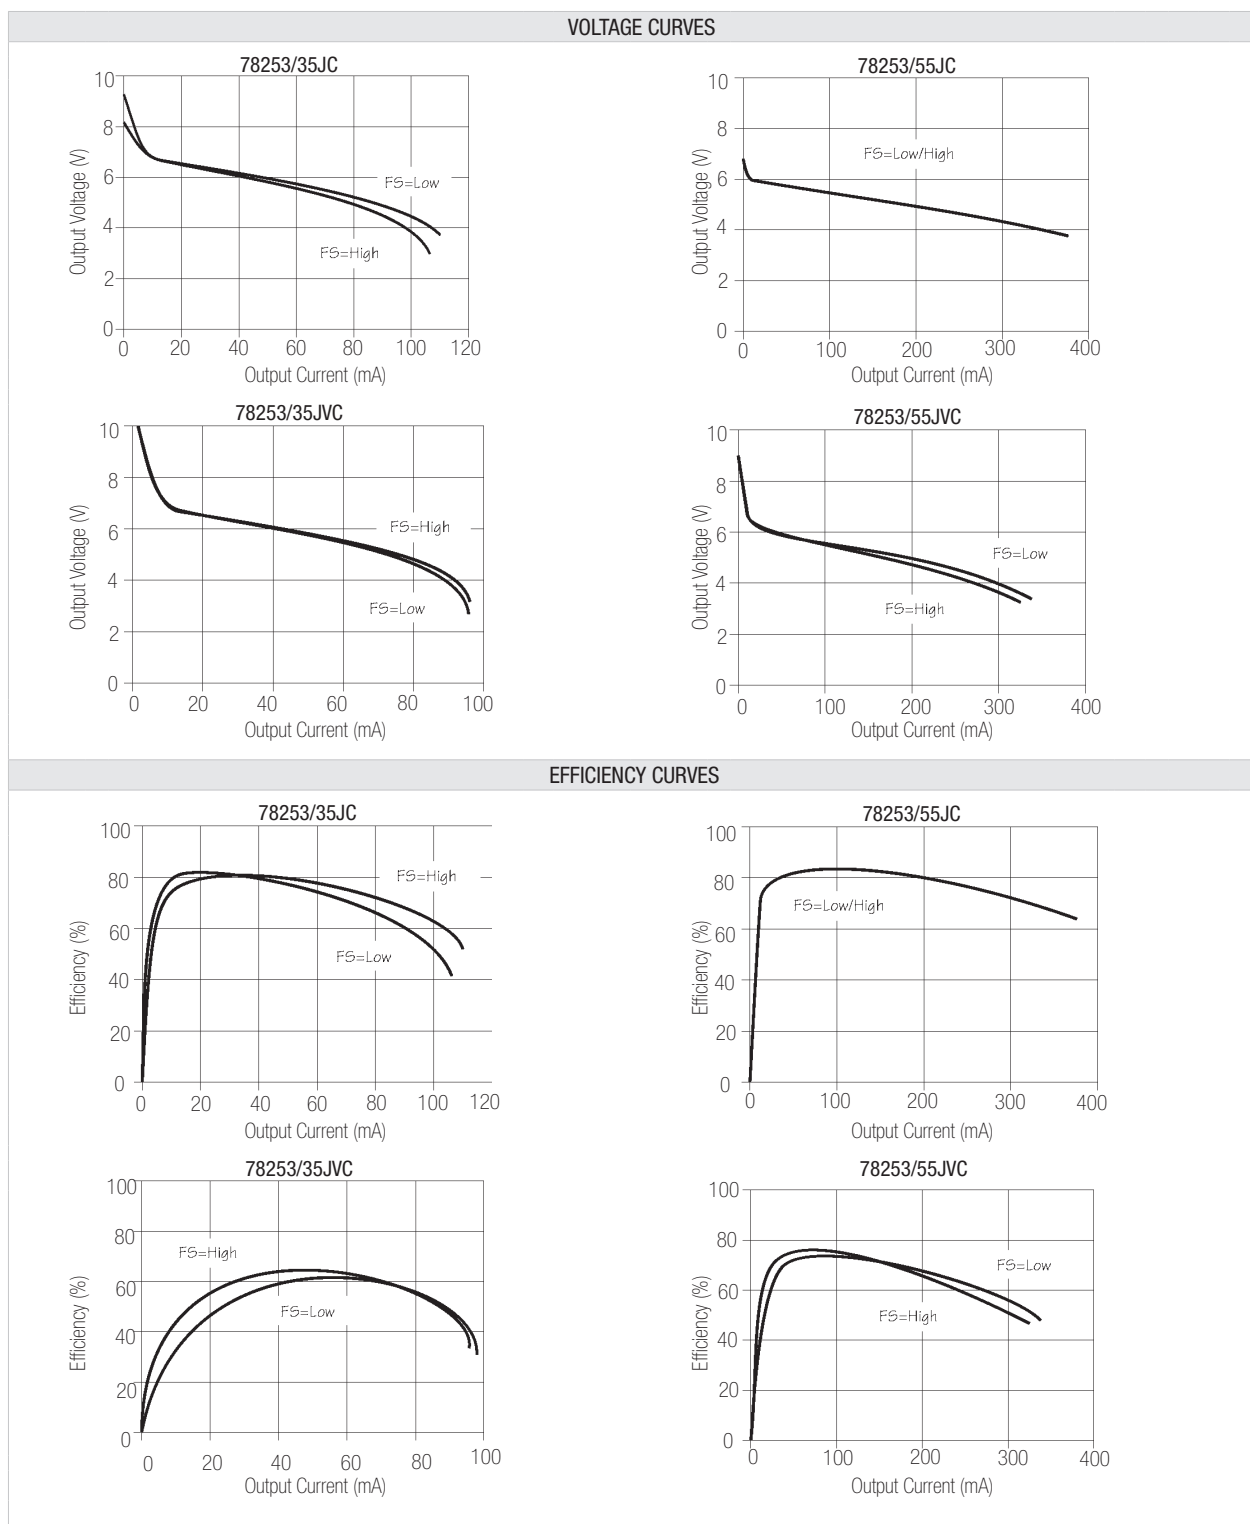 VOLTAGE CURVES
78253/35JC
10
8
6
4
2
0
Output Voltage (V)
FS=Low
FS=High
0 20 40 60 80 100 120
Output Current (mA)
78253/55JC
10
8
6
4
2
0
Output Voltage (V)
FS=Low/High
0 100 200 300 400
Output Current (mA)
78253/35JVC
10
8
6
4
2
0
Output Voltage (V)
FS=High
FS=Low
0 20 40 60 80 100
Output Current (mA)
78253/55JVC
10
8
6
4
2
0
Output Voltage (V)
FS=Low
FS=High
0 100 200 300 400
Output Current (mA)
EFFICIENCY CURVES
78253/35JC
100
80
60
40
20
0
Efficiency (%)
FS=High
FS=Low
0 20 40 60 80 100 120
Output Current (mA)
78253/55JC
100
80
60
40
20
0
Efficiency (%)
FS=Low/High
0 100 200 300 400
Output Current (mA)
78253/35JVC
100
80
60
40
20
0
Efficiency (%)
FS=High
FS=Low
0 20 40 60 80 100
Output Current (mA)
78253/55JVC
100
80
60
40
20
0
Efficiency (%)
FS=Low
FS=High
0 100 200 300 400
Output Current (mA)